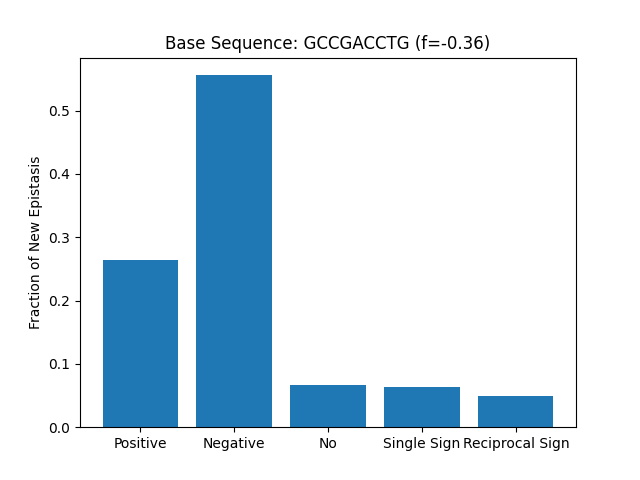 Base Sequence: GCCGACCTG (f=-0.36)
Fraction of New Epistasis
0.5
0.4
0.3
0.2
0.1
0.0
Positive Negative No Single Sign Reciprocal Sign